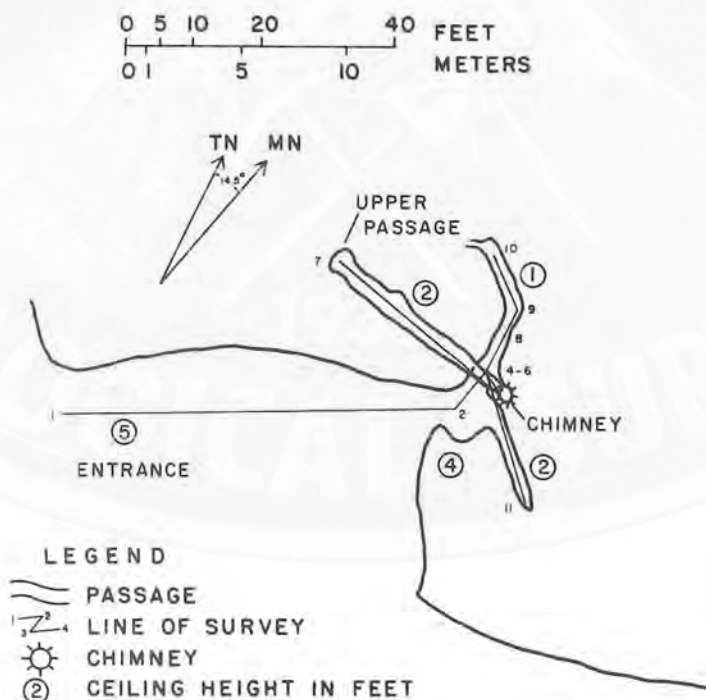 0 5 10 20 40 FEET
0 1 5 10 METERS
TN MN
14.5°
UPPER
PASSAGE
7
2
10
1
9
8
4-6
2
CHIMNEY
1
5
ENTRANCE
4
2
11
LEGEND
PASSAGE
1 2 3 4 LINE OF SURVEY
CHIMNEY
2 CEILING HEIGHT IN FEET